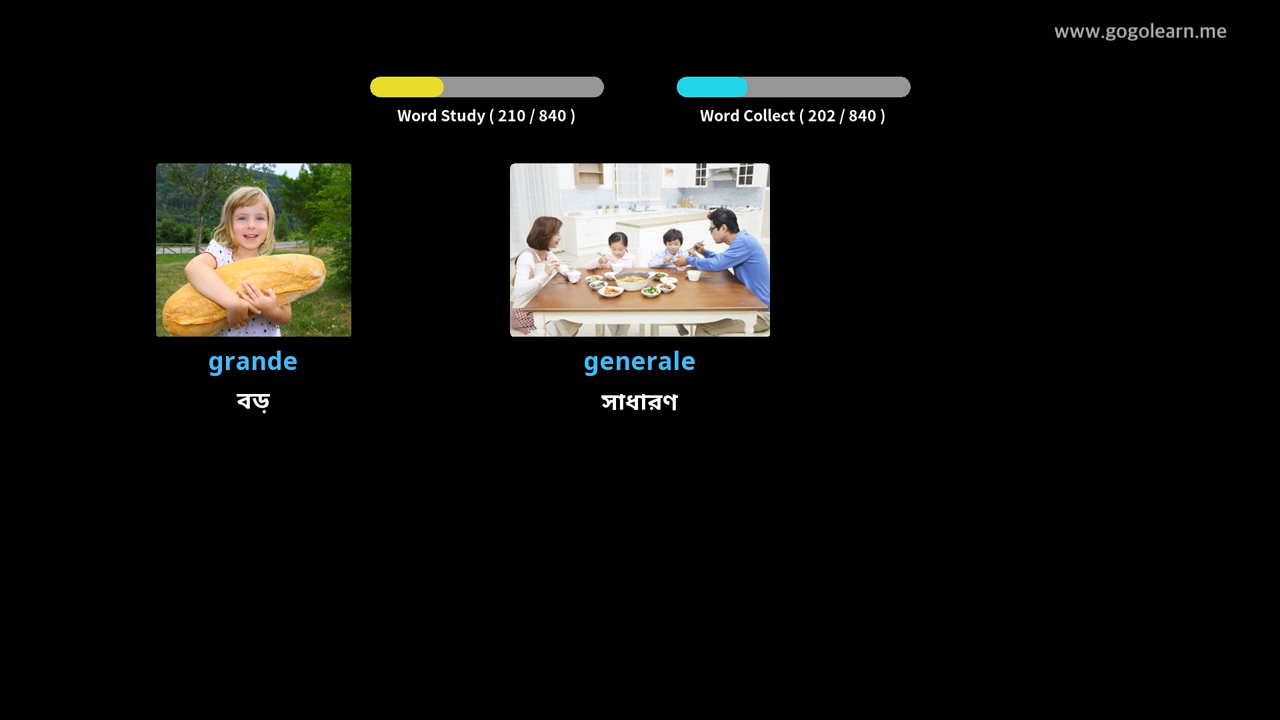 www.gogolearn.me
Word Study ( 210 / 840 )
Word Collect ( 202 / 840 )
grande
generale
বড়
সাধারণ